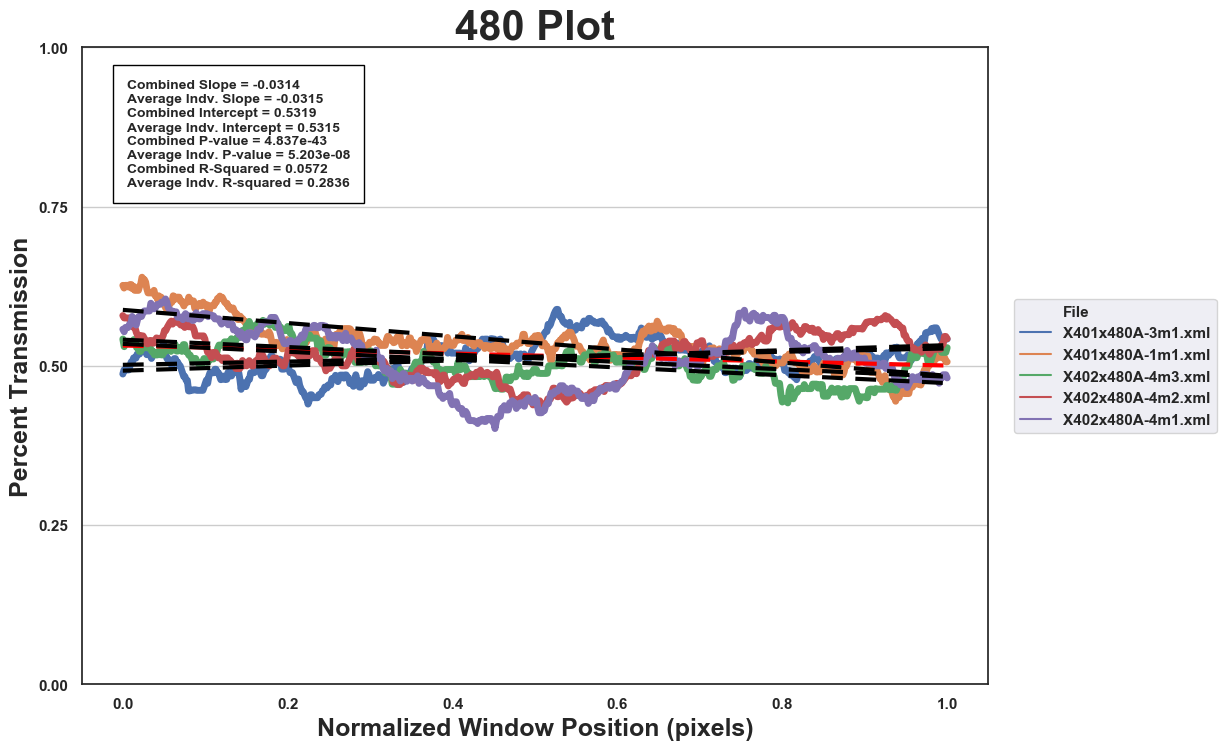 480 Plot
1.00
Combined Slope = -0.0314
Average Indv. Slope = -0.0315
Combined Intercept = 0.5319
Average Indv. Intercept = 0.5315
Combined P-value = 4.837e-43
Average Indv. P-value = 5.203e-08
Combined R-Squared = 0.0572
Average Indv. R-squared = 0.2836
0.75
0.50
0.25
0.00
Percent Transmission
0.0 0.2 0.4 0.6 0.8 1.0
Normalized Window Position (pixels)
File
X401x480A-3m1.xml
X401x480A-1m1.xml
X402x480A-4m3.xml
X402x480A-4m2.xml
X402x480A-4m1.xml